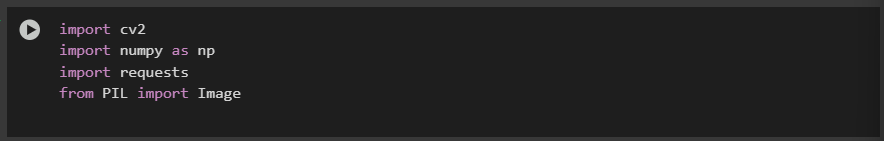 import cv2
import numpy as np
import requests
from PIL import Image